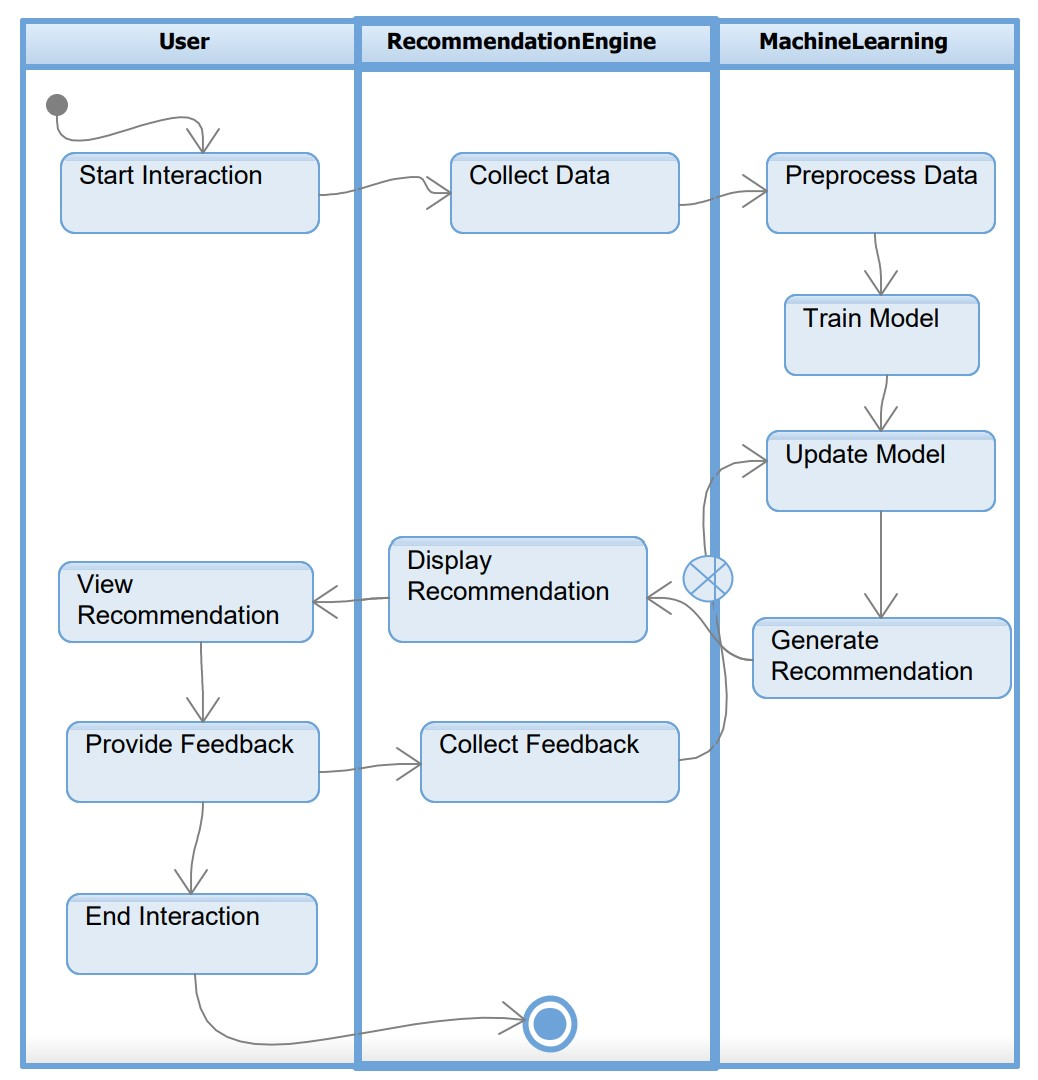 User
RecommendationEngine
MachineLearning
Start Interaction
Collect Data
Preprocess Data
Train Model
Update Model
Display
Recommendation
View
Recommendation
Generate
Recommendation
Provide Feedback
Collect Feedback
End Interaction